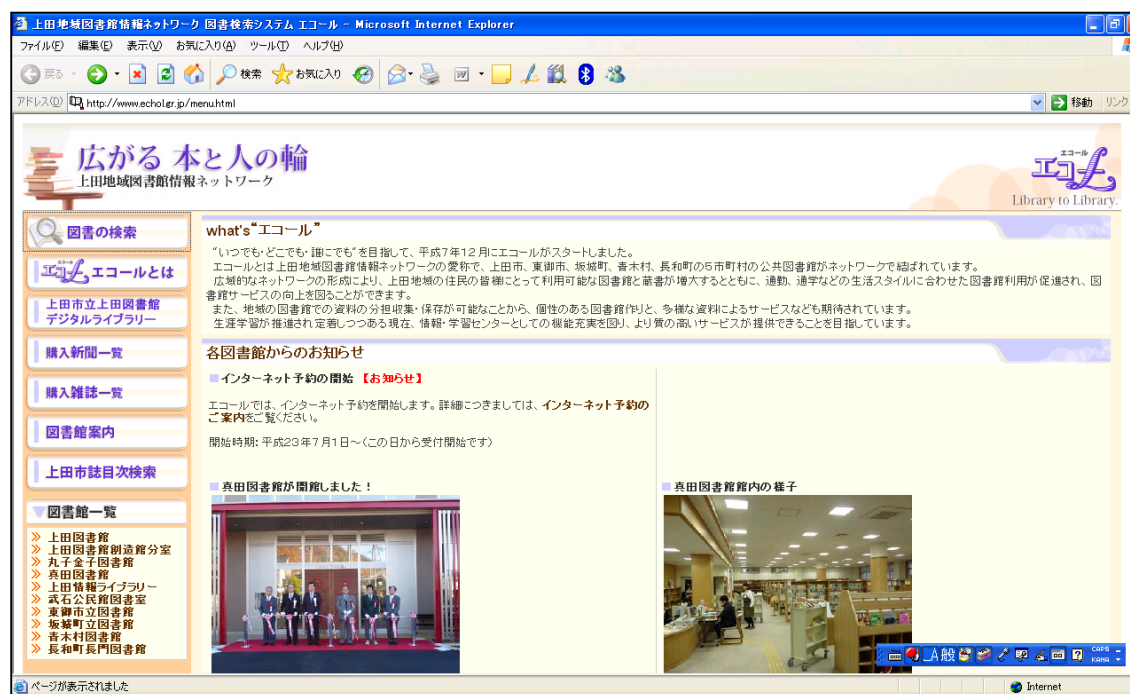 上田地域図書館情報ネットワーク 図書検索システム エコール - Microsoft Internet Explorer
ファイル(F) 編集(E) 表示(V) お気に入り(A) ツール(T) ヘルプ(H)
戻る 検索 お気に入り
アドレス(D) http://www.echol.gr.jp/menu.html 移動 リンク
広がる 本と人の輪
上田地域図書館情報ネットワーク
エコール
エコール
Library to Library.
図書の検索
エコールとは
上田市立上田図書館
デジタルライブラリー
購入新聞一覧
購入雑誌一覧
図書館案内
上田市誌目次検索
図書館一覧
上田図書館
上田図書館創造館分室
丸子金子図書館
真田図書館
上田情報ライブラリー
武石公民館図書室
東御市立図書館
坂城町立図書館
青木村図書館
長和町長門図書館
what's"エコール"
"いつでも・どこでも・誰にでも"を目指して、平成7年12月にエコールがスタートしました。
エコールとは上田地域図書館情報ネットワークの愛称で、上田市、東御市、坂城町、青木村、長和町の5市町村の公共図書館がネットワークで結ばれています。
広域的なネットワークの形成により、上田地域の住民の皆様にとって利用可能な図書館と蔵書が増大するとともに、通勤、通学などの生活スタイルに合わせた図書館利用が促進され、図
書館サービスの向上を図ることができます。
また、地域の図書館での資料の分担収集・保存が可能なことから、個性のある図書館作りと、多様な資料によるサービスなども期待されています。
生涯学習が推進され定着しつつある現在、情報・学習センターとしての機能充実を図り、より質の高いサービスが提供できることを目指しています。
各図書館からのお知らせ
インターネット予約の開始 【お知らせ】
エコールでは、インターネット予約を開始します。詳細につきましては、インターネット予約の
ご案内をご覧ください。
開始時期: 平成23年7月1日～(この日から受付開始です)
真田図書館が開館しました！
真田図書館館内の様子
A 般
CAPS
KANA
ページが表示されました
Internet